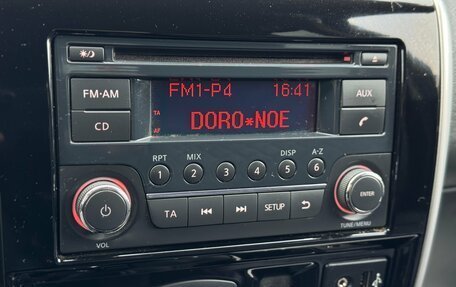 FM1-P4 16:41
TA
DORO*NOE
AF
FM·AM
AUX
CD
RPT MIX DISP A-Z
1 2 3 4 5 6
TA SETUP ENTER
VOL TUNE/MENU